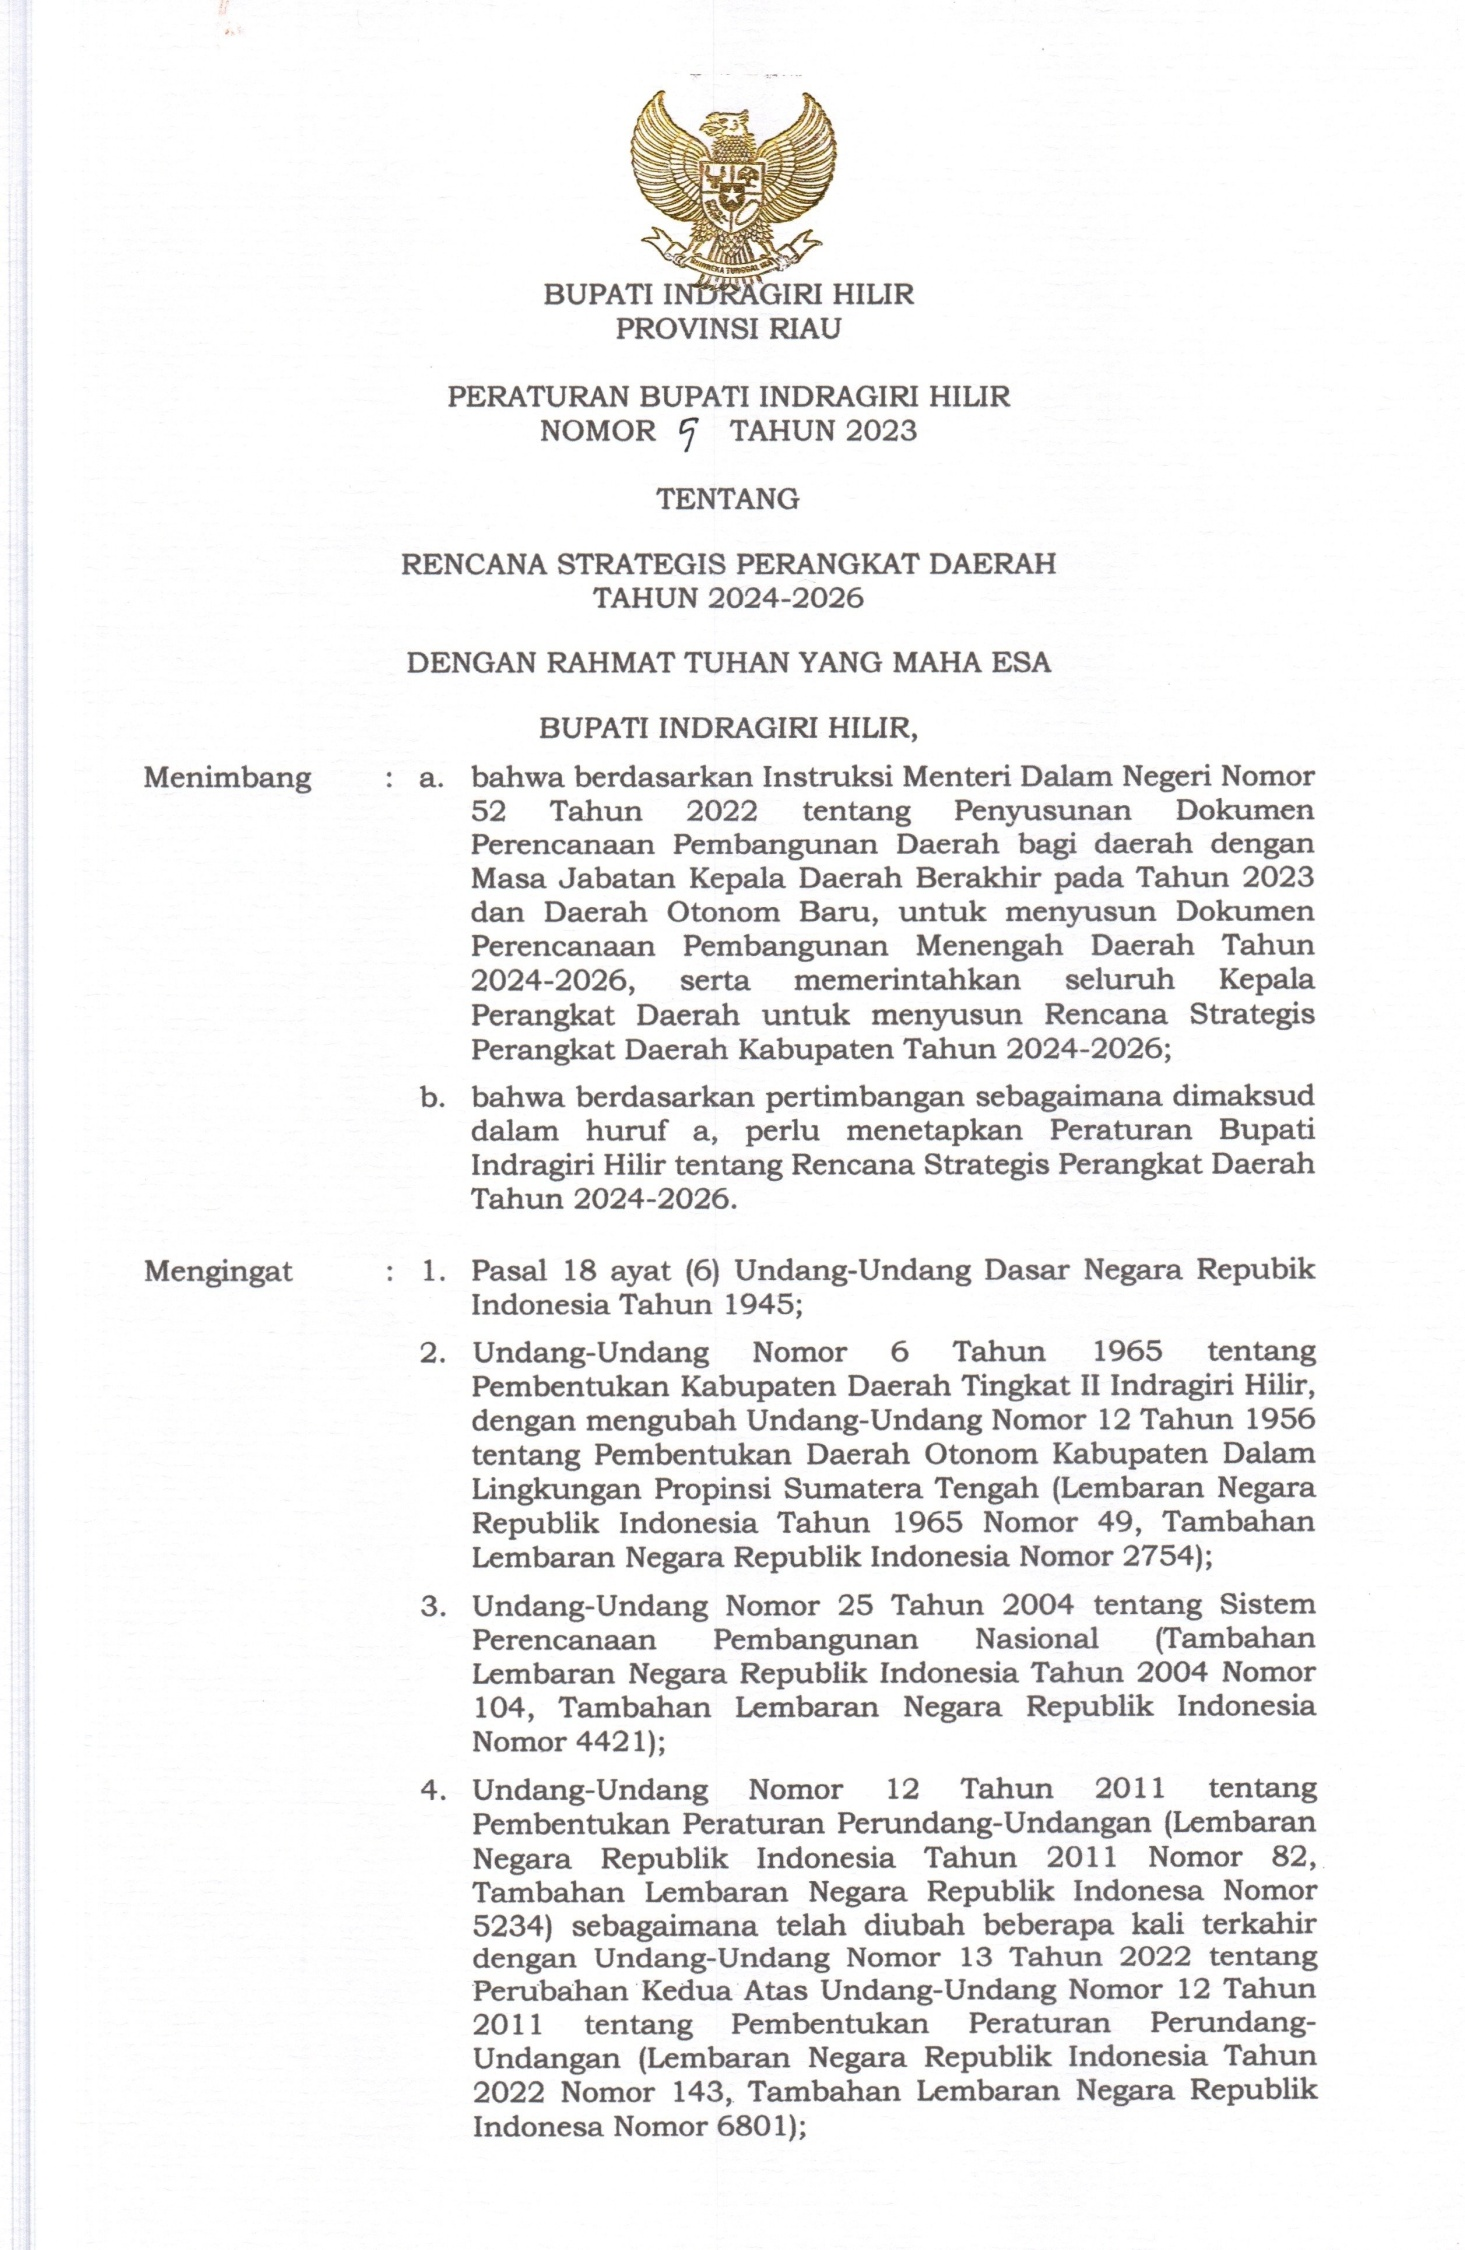 BHINNEKA TUNGGAL IKA
BUPATI INDRAGIRI HILIR
PROVINSI RIAU
PERATURAN BUPATI INDRAGIRI HILIR
NOMOR 9 TAHUN 2023
TENTANG
RENCANA STRATEGIS PERANGKAT DAERAH
TAHUN 2024-2026
DENGAN RAHMAT TUHAN YANG MAHA ESA
BUPATI INDRAGIRI HILIR,
Menimbang : a. bahwa berdasarkan Instruksi Menteri Dalam Negeri Nomor
52 Tahun 2022 tentang Penyusunan Dokumen
Perencanaan Pembangunan Daerah bagi daerah dengan
Masa Jabatan Kepala Daerah Berakhir pada Tahun 2023
dan Daerah Otonom Baru, untuk menyusun Dokumen
Perencanaan Pembangunan Menengah Daerah Tahun
2024-2026, serta memerintahkan seluruh Kepala
Perangkat Daerah untuk menyusun Rencana Strategis
Perangkat Daerah Kabupaten Tahun 2024-2026;
b. bahwa berdasarkan pertimbangan sebagaimana dimaksud
dalam huruf a, perlu menetapkan Peraturan Bupati
Indragiri Hilir tentang Rencana Strategis Perangkat Daerah
Tahun 2024-2026.
Mengingat : 1. Pasal 18 ayat (6) Undang-Undang Dasar Negara Repubik
Indonesia Tahun 1945;
2. Undang-Undang Nomor 6 Tahun 1965 tentang
Pembentukan Kabupaten Daerah Tingkat II Indragiri Hilir,
dengan mengubah Undang-Undang Nomor 12 Tahun 1956
tentang Pembentukan Daerah Otonom Kabupaten Dalam
Lingkungan Propinsi Sumatera Tengah (Lembaran Negara
Republik Indonesia Tahun 1965 Nomor 49, Tambahan
Lembaran Negara Republik Indonesia Nomor 2754);
3. Undang-Undang Nomor 25 Tahun 2004 tentang Sistem
Perencanaan Pembangunan Nasional (Tambahan
Lembaran Negara Republik Indonesia Tahun 2004 Nomor
104, Tambahan Lembaran Negara Republik Indonesia
Nomor 4421);
4. Undang-Undang Nomor 12 Tahun 2011 tentang
Pembentukan Peraturan Perundang-Undangan (Lembaran
Negara Republik Indonesia Tahun 2011 Nomor 82,
Tambahan Lembaran Negara Republik Indonesa Nomor
5234) sebagaimana telah diubah beberapa kali terkahir
dengan Undang-Undang Nomor 13 Tahun 2022 tentang
Perubahan Kedua Atas Undang-Undang Nomor 12 Tahun
2011 tentang Pembentukan Peraturan Perundang-
Undangan (Lembaran Negara Republik Indonesia Tahun
2022 Nomor 143, Tambahan Lembaran Negara Republik
Indonesa Nomor 6801);